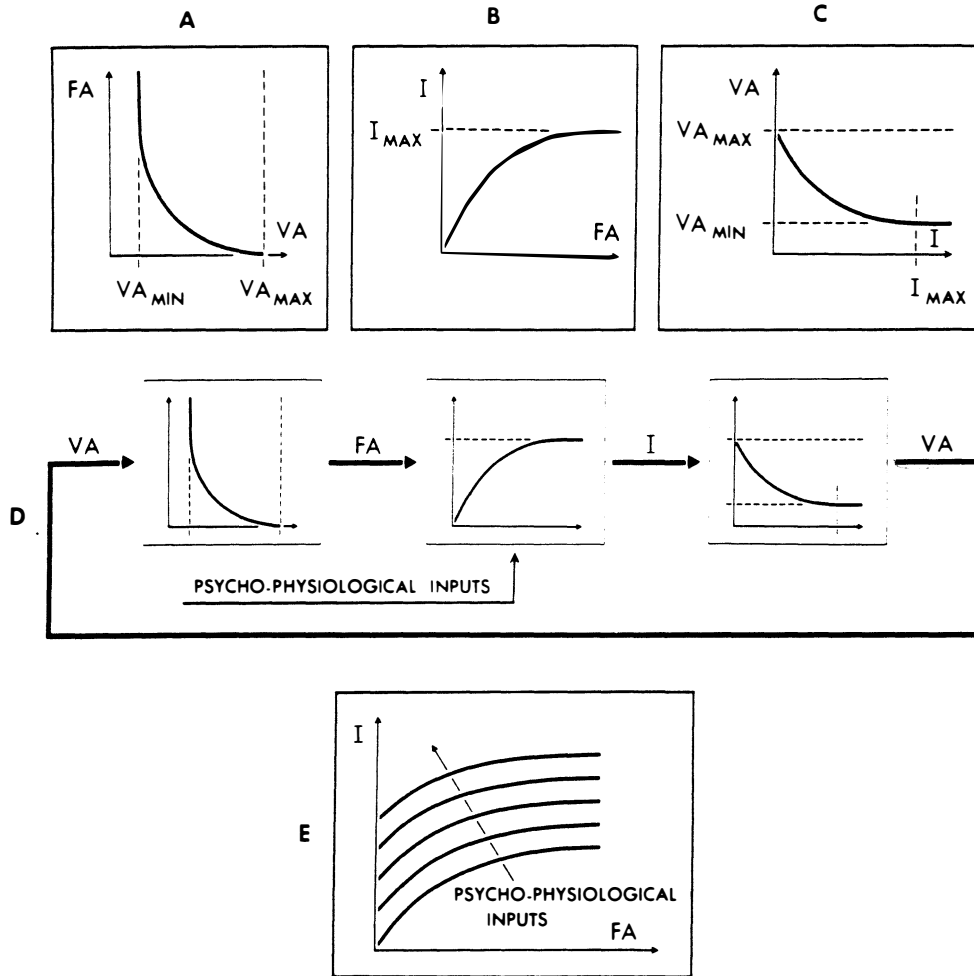 A
B
C
FA
VA
VA MIN
VA MAX
I
I MAX
FA
VA
VA MAX
VA MIN
I
I MAX
D
VA
FA
I
VA
PSYCHO-PHYSIOLOGICAL INPUTS
E
I
PSYCHO-PHYSIOLOGICAL
INPUTS
FA